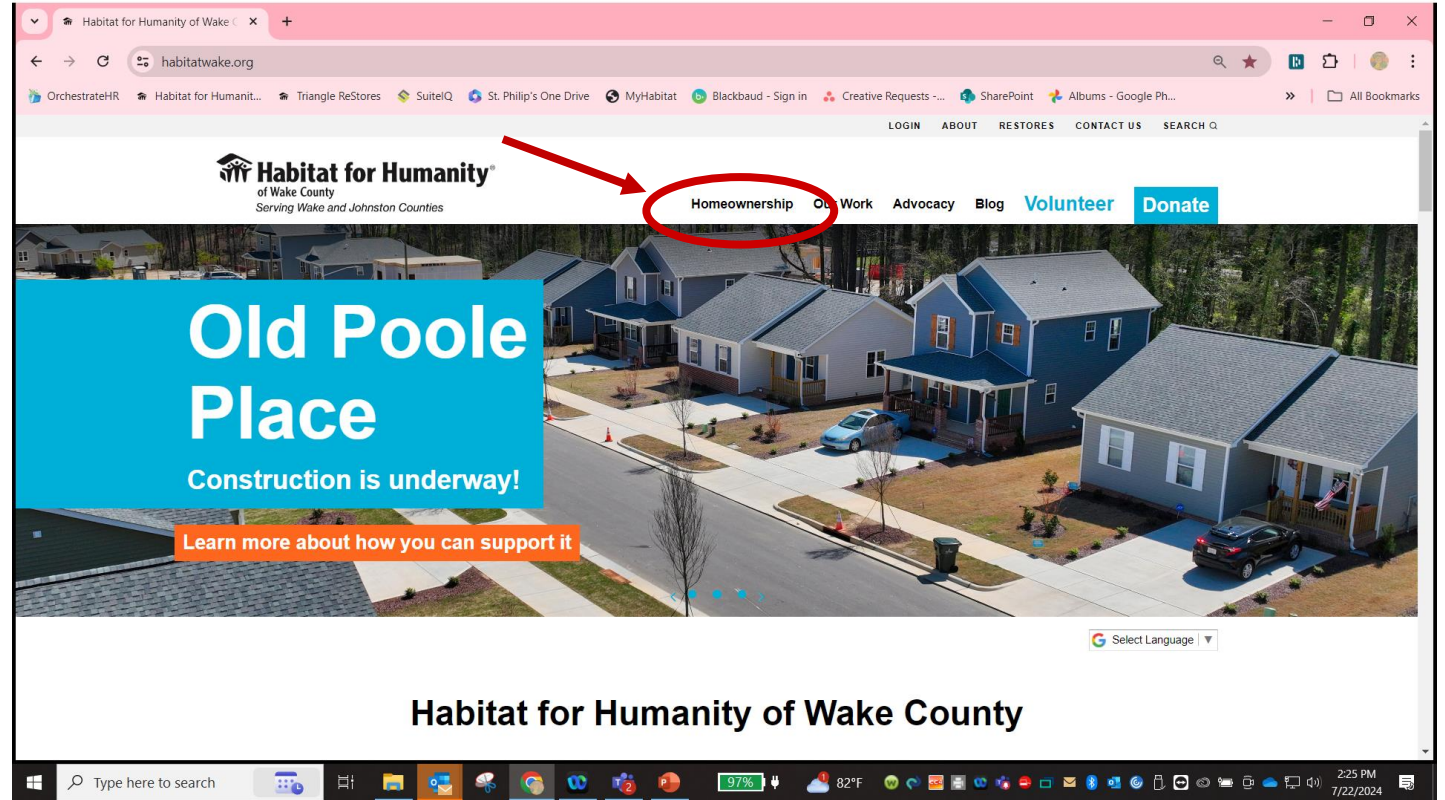 Habitat for Humanity of Wake C
habitatwake.org
OrchestrateHR Habitat for Humanit... Triangle ReStores SuiteIQ St. Philip's One Drive MyHabitat Blackbaud - Sign in Creative Requests -... SharePoint Albums - Google Ph... » All Bookmarks
LOGIN ABOUT RESTORES CONTACT US SEARCH
Habitat for Humanity®
of Wake County
Serving Wake and Johnston Counties
Homeownership Our Work Advocacy Blog Volunteer Donate
Old Poole
Place
Construction is underway!
Learn more about how you can support it
Select Language
Habitat for Humanity of Wake County
Type here to search 97% 82°F 2:25 PM
7/22/2024